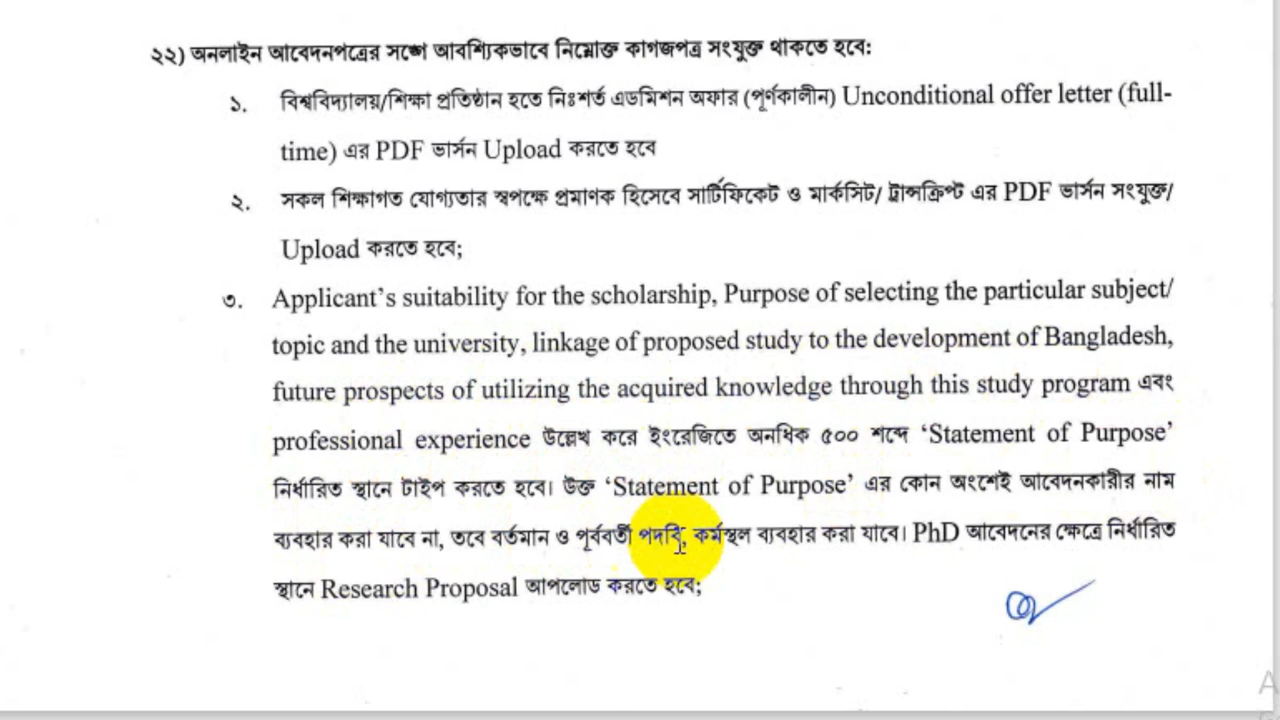 ২২) অনলাইন আবেদনপত্রের সঙ্গে আবশ্যিকভাবে নিম্নোক্ত কাগজপত্র সংযুক্ত থাকতে হবে:
১. বিশ্ববিদ্যালয়/শিক্ষা প্রতিষ্ঠান হতে নিঃশর্ত এডমিশন অফার (পূর্ণকালীন) Unconditional offer letter (full-
time) এর PDF ভার্সন Upload করতে হবে
২. সকল শিক্ষাগত যোগ্যতার স্বপক্ষে প্রমাণক হিসেবে সার্টিফিকেট ও মার্কসিট/ ট্রান্সক্রিপ্ট এর PDF ভার্সন সংযুক্ত/
Upload করতে হবে;
৩. Applicant’s suitability for the scholarship, Purpose of selecting the particular subject/
topic and the university, linkage of proposed study to the development of Bangladesh,
future prospects of utilizing the acquired knowledge through this study program এবং
professional experience উল্লেখ করে ইংরেজিতে অনধিক ৫০০ শব্দে ‘Statement of Purpose’
নির্ধারিত স্থানে টাইপ করতে হবে। উক্ত ‘Statement of Purpose’ এর কোন অংশেই আবেদনকারীর নাম
ব্যবহার করা যাবে না, তবে বর্তমান ও পূর্ববর্তী পদবি, কর্মস্থল ব্যবহার করা যাবে। PhD আবেদনের ক্ষেত্রে নির্ধারিত
স্থানে Research Proposal আপলোড করতে হবে;